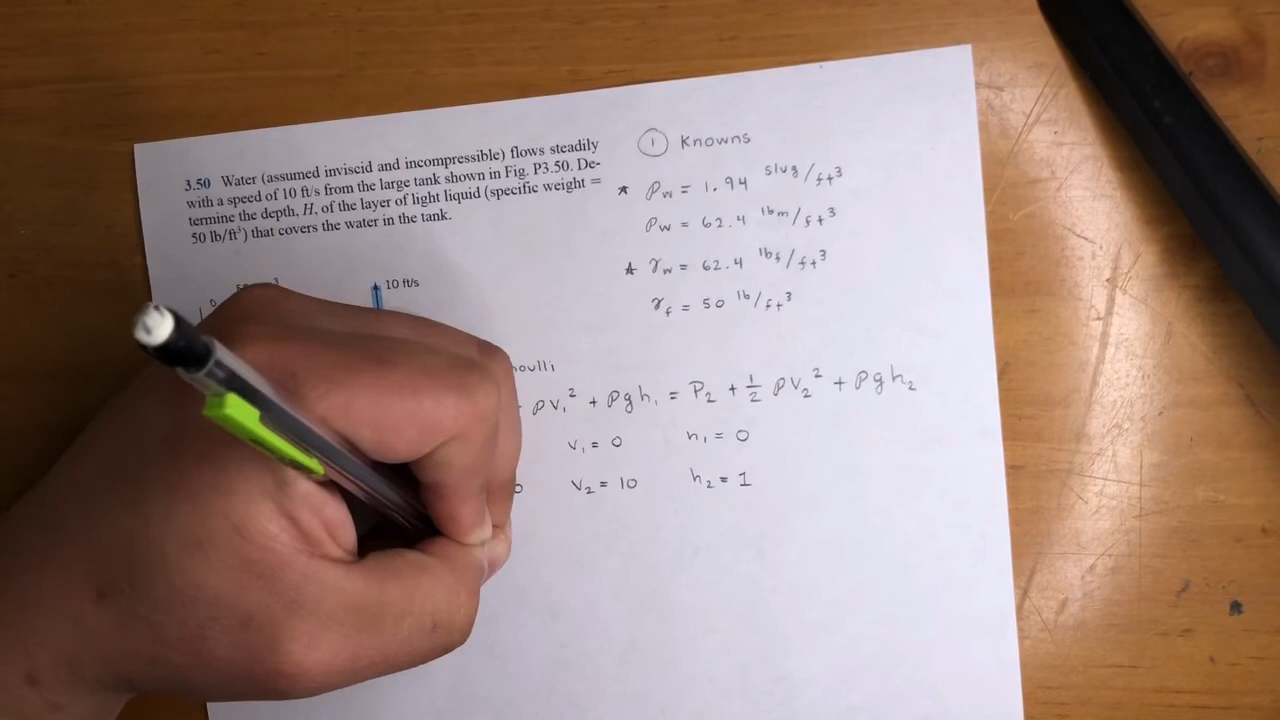 3.50 Water (assumed inviscid and incompressible) flows steadily
with a speed of 10 ft/s from the large tank shown in Fig. P3.50. De-
termine the depth, H, of the layer of light liquid (specific weight =
50 lb/ft³) that covers the water in the tank.
10 ft/s
① Knowns
* ρw = 1.94 slug/ft³
ρw = 62.4 lbm/ft³
* γw = 62.4 lbf/ft³
γf = 50 lb/ft³
ρv₁² + ρgh₁ = P₂ + ½ ρv₂² + ρgh₂
v₁ = 0 h₁ = 0
v₂ = 10 h₂ = 1